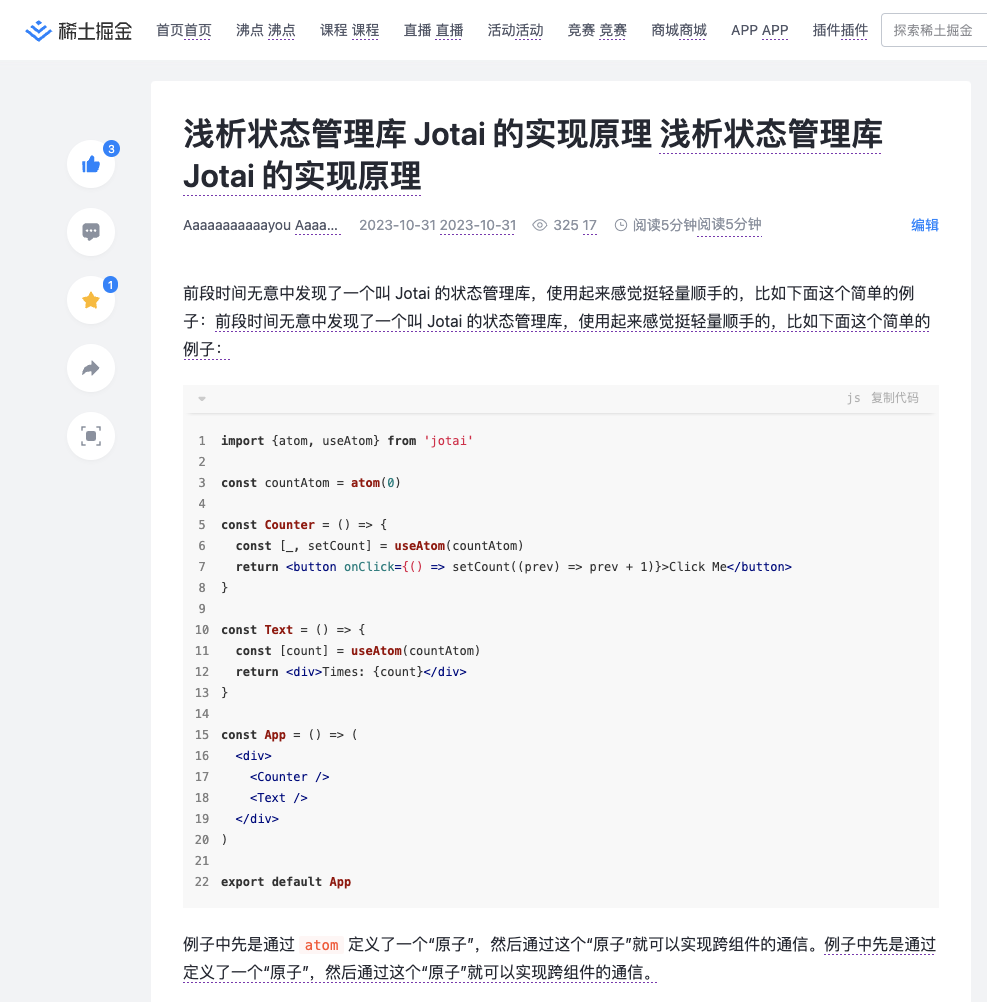 稀土掘金 首页首页 沸点 沸点 课程 课程 直播 直播 活动活动 竞赛 竞赛 商城商城 APP APP 插件插件 探索稀土掘金
浅析状态管理库 Jotai 的实现原理 浅析状态管理库
Jotai 的实现原理
3
Aaaaaaaaaaayou Aaaa... 2023-10-31 2023-10-31 325 17 阅读5分钟阅读5分钟 编辑
1
前段时间无意中发现了一个叫 Jotai 的状态管理库，使用起来感觉挺轻量顺手的，比如下面这个简单的例
子：前段时间无意中发现了一个叫 Jotai 的状态管理库，使用起来感觉挺轻量顺手的，比如下面这个简单的
例子：
js 复制代码
1 import {atom, useAtom} from 'jotai'
2
3 const countAtom = atom(0)
4
5 const Counter = () => {
6   const [_, setCount] = useAtom(countAtom)
7   return <button onClick={() => setCount((prev) => prev + 1)}>Click Me</button>
8 }
9
10 const Text = () => {
11   const [count] = useAtom(countAtom)
12   return <div>Times: {count}</div>
13 }
14
15 const App = () => (
16   <div>
17     <Counter />
18     <Text />
19   </div>
20 )
21
22 export default App
例子中先是通过 atom 定义了一个“原子”，然后通过这个“原子”就可以实现跨组件的通信。例子中先是通过
定义了一个“原子”，然后通过这个“原子”就可以实现跨组件的通信。